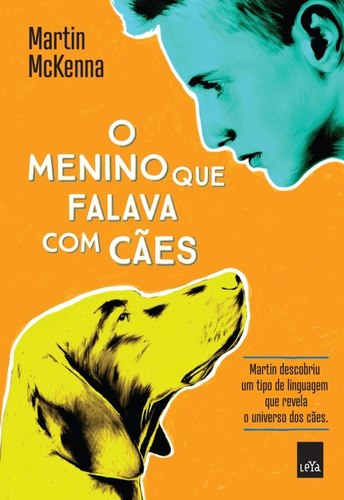 Martin
McKenna
O
MENINO QUE
FALAVA
COM CÃES
Martin descobriu
um tipo de linguagem
que revela
o universo dos cães.
LeYa